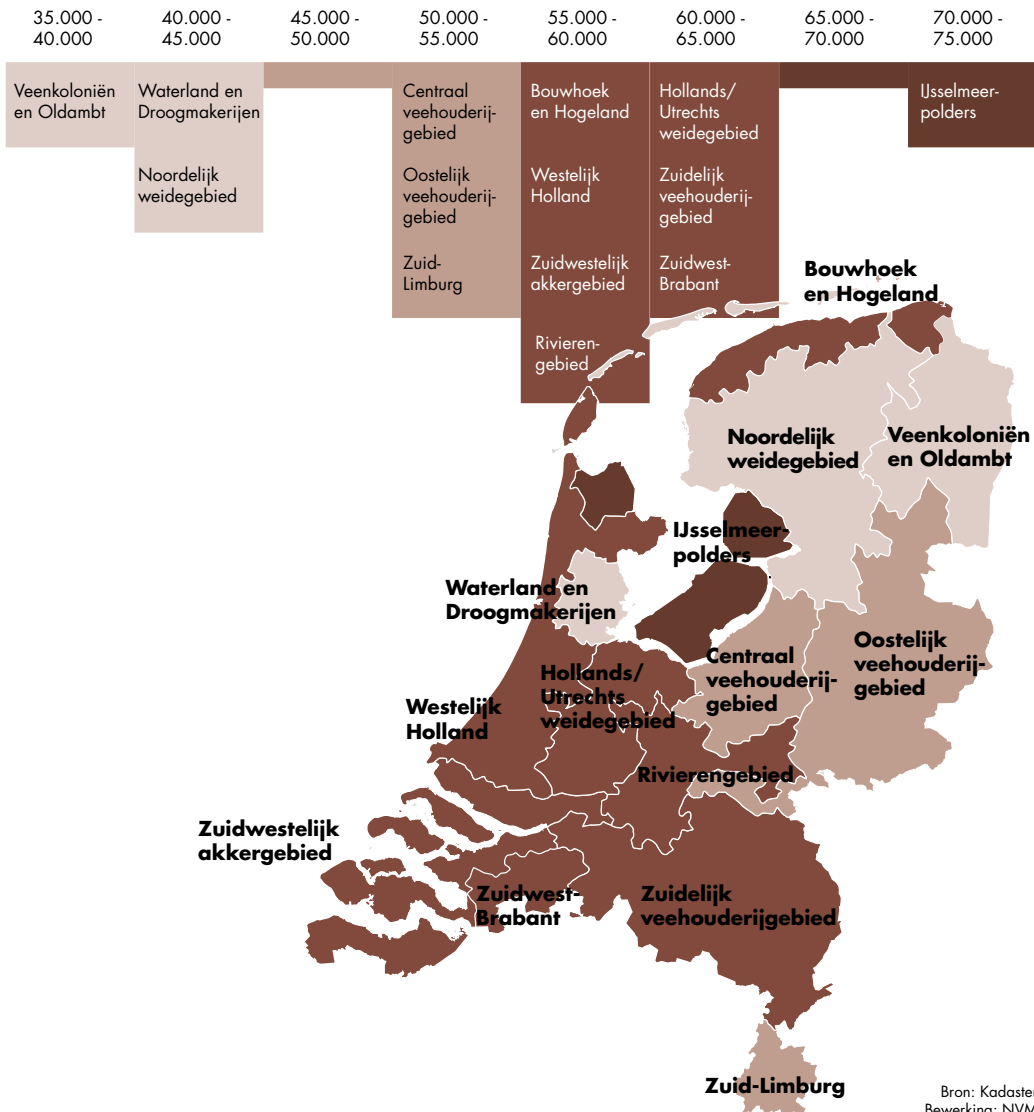 35.000 -
40.000
40.000 -
45.000
45.000 -
50.000
50.000 -
55.000
55.000 -
60.000
60.000 -
65.000
65.000 -
70.000
70.000 -
75.000
Veenkoloniën
en Oldambt
Waterland en
Droogmakerijen
Noordelijk
weidegebied
Centraal
veehouderij-
gebied
Oostelijk
veehouderij-
gebied
Zuid-
Limburg
Bouwhoek
en Hogeland
Westelijk
Holland
Zuidwestelijk
akkergebied
Rivieren-
gebied
Hollands/
Utrechts
weidegebied
Zuidelijk
veehouderij-
gebied
Zuidwest-
Brabant
IJsselmeer-
polders
Bouwhoek
en Hogeland
Noordelijk
weidegebied
Veenkoloniën
en Oldambt
IJsselmeer-
polders
Waterland en
Droogmakerijen
Oostelijk
veehouderij-
gebied
Centraal
veehouderij-
gebied
Hollands/
Utrechts
weidegebied
Westelijk
Holland
Rivierengebied
Zuidwestelijk
akkergebied
Zuidwest-
Brabant
Zuidelijk
veehouderijgebied
Zuid-Limburg
Bron: Kadaster
Bewerking: NVM